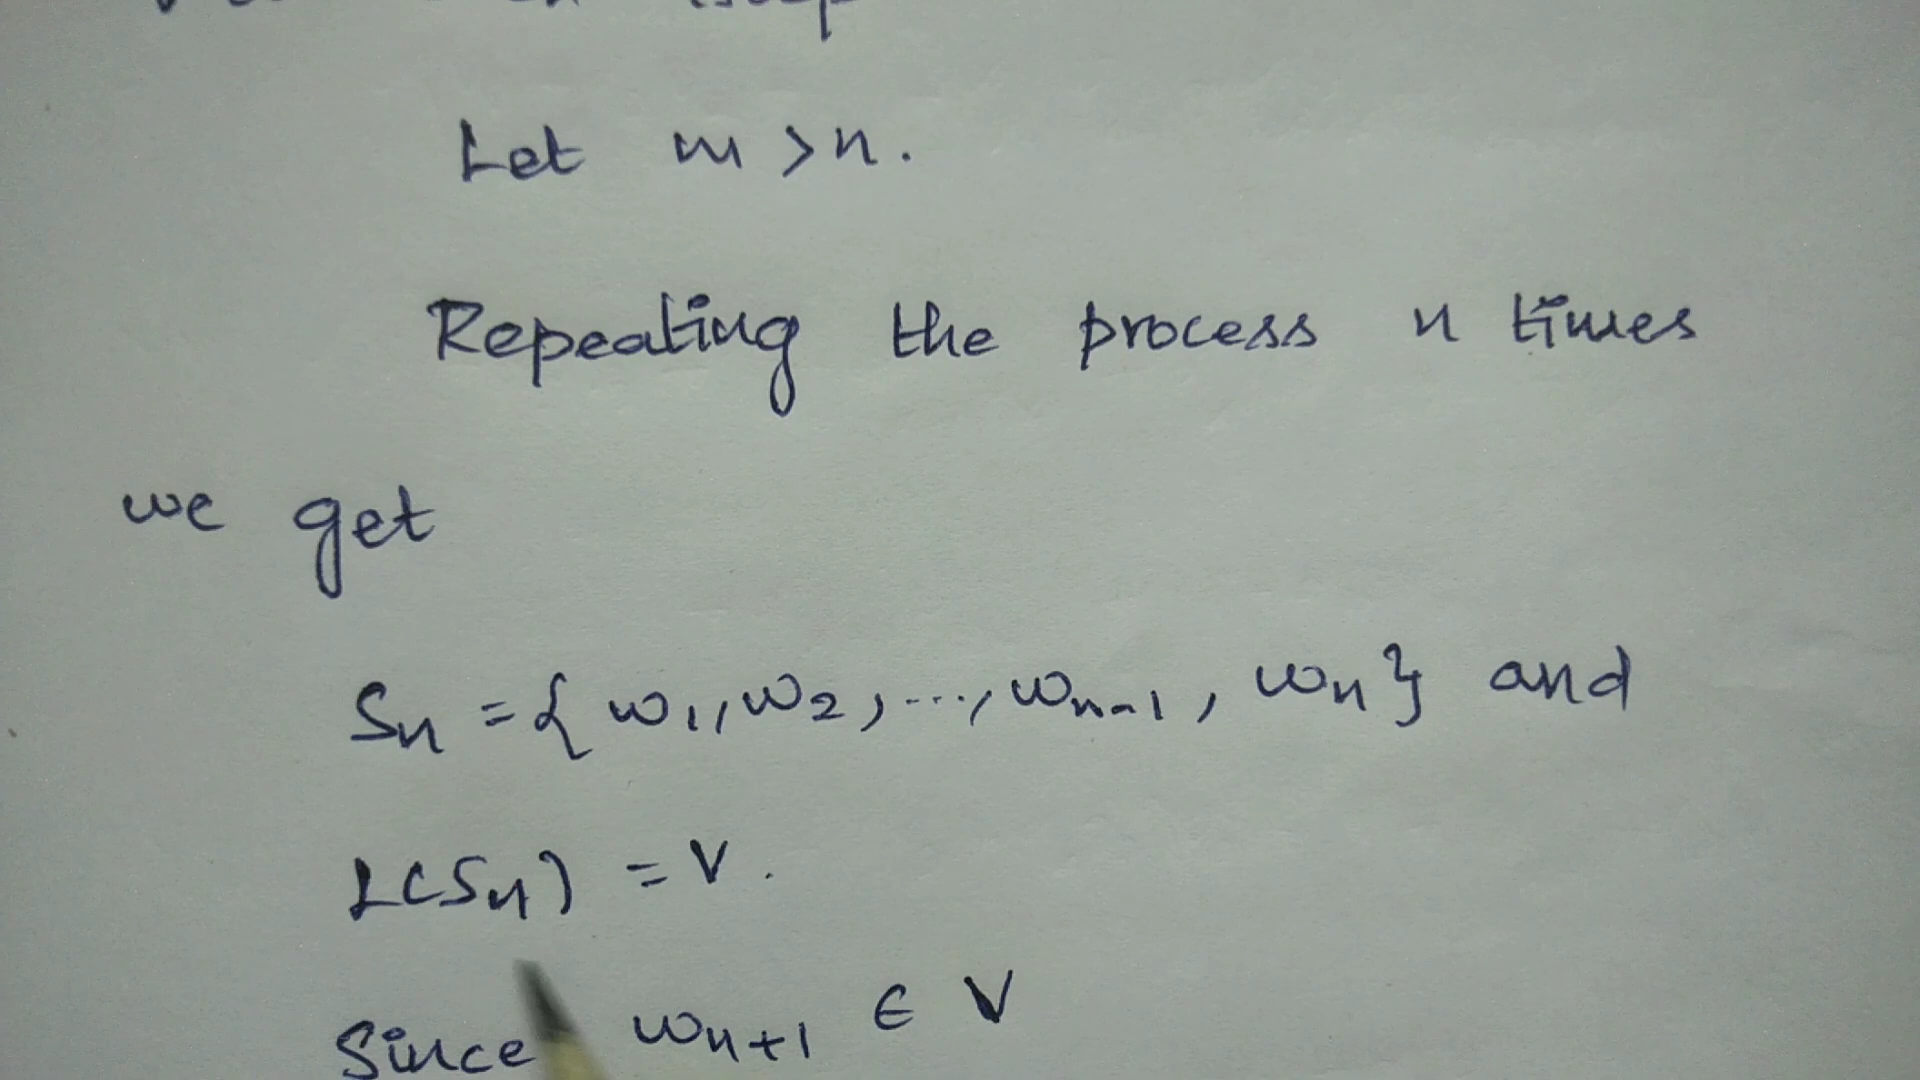 Let m > n.
Repeating the process n times
we get
Sn = { w1, w2, ..., wn-1, wn } and
L(Sn) = V.
Since wn+1 ∈ V